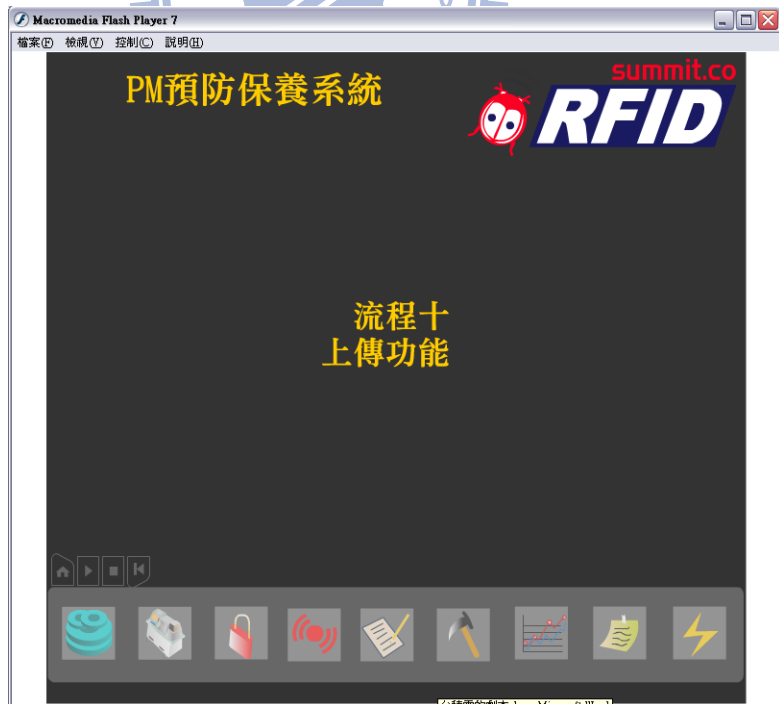 Macromedia Flash Player 7
檔案(F) 檢視(V) 控制(C) 說明(H)
PM預防保養系統
summit.co
RFID
流程十
上傳功能